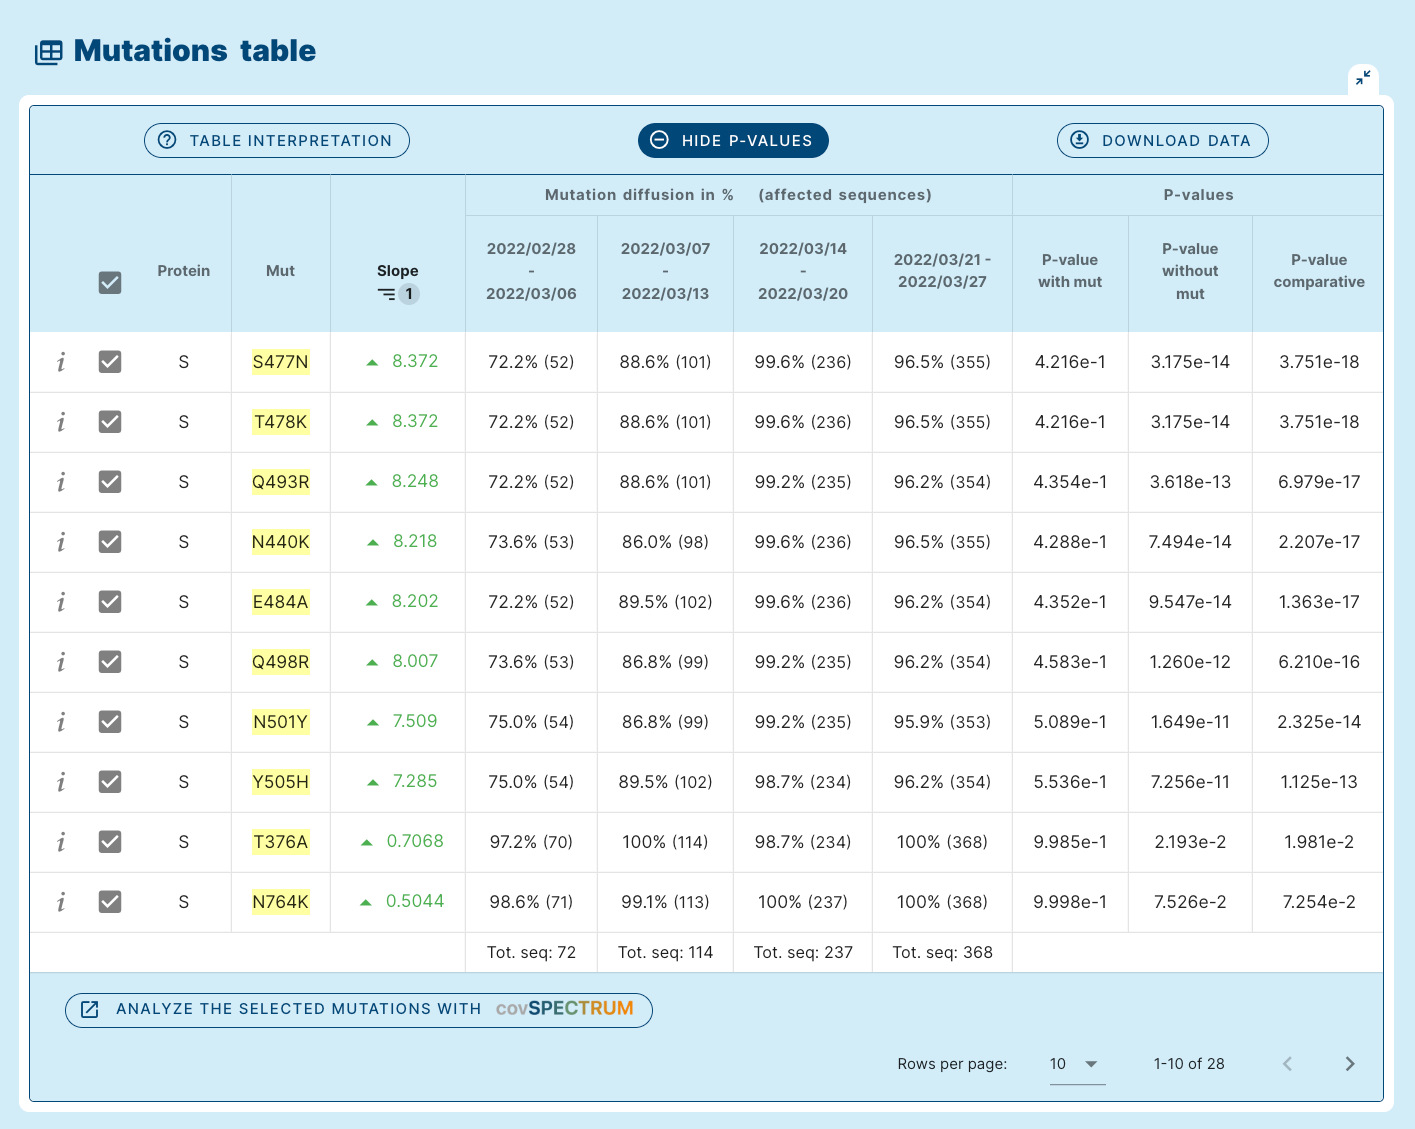 Mutations table
TABLE INTERPRETATION
HIDE P-VALUES
DOWNLOAD DATA
Mutation diffusion in % (affected sequences)
P-values
Protein
Mut
Slope
1
2022/02/28
-
2022/03/06
2022/03/07
-
2022/03/13
2022/03/14
-
2022/03/20
2022/03/21 -
2022/03/27
P-value
with mut
P-value
without
mut
P-value
comparative
i S S477N 8.372 72.2% (52) 88.6% (101) 99.6% (236) 96.5% (355) 4.216e-1 3.175e-14 3.751e-18
i S T478K 8.372 72.2% (52) 88.6% (101) 99.6% (236) 96.5% (355) 4.216e-1 3.175e-14 3.751e-18
i S Q493R 8.248 72.2% (52) 88.6% (101) 99.2% (235) 96.2% (354) 4.354e-1 3.618e-13 6.979e-17
i S N440K 8.218 73.6% (53) 86.0% (98) 99.6% (236) 96.5% (355) 4.288e-1 7.494e-14 2.207e-17
i S E484A 8.202 72.2% (52) 89.5% (102) 99.6% (236) 96.2% (354) 4.352e-1 9.547e-14 1.363e-17
i S Q498R 8.007 73.6% (53) 86.8% (99) 99.2% (235) 96.2% (354) 4.583e-1 1.260e-12 6.210e-16
i S N501Y 7.509 75.0% (54) 86.8% (99) 99.2% (235) 95.9% (353) 5.089e-1 1.649e-11 2.325e-14
i S Y505H 7.285 75.0% (54) 89.5% (102) 98.7% (234) 96.2% (354) 5.536e-1 7.256e-11 1.125e-13
i S T376A 0.7068 97.2% (70) 100% (114) 98.7% (234) 100% (368) 9.985e-1 2.193e-2 1.981e-2
i S N764K 0.5044 98.6% (71) 99.1% (113) 100% (237) 100% (368) 9.998e-1 7.526e-2 7.254e-2
Tot. seq: 72 Tot. seq: 114 Tot. seq: 237 Tot. seq: 368
ANALYZE THE SELECTED MUTATIONS WITH covSPECTRUM
Rows per page: 10 1-10 of 28